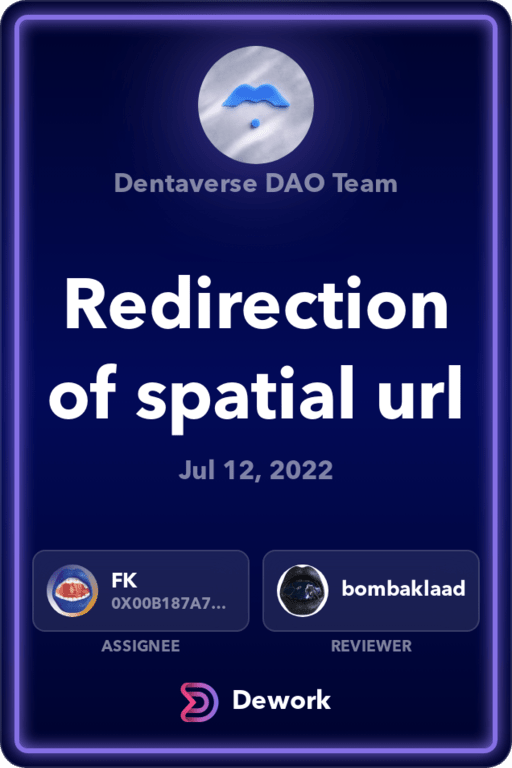 Dentaverse DAO Team
Redirection
of spatial url
Jul 12, 2022
FK
0X00B187A7...
ASSIGNEE
bombaklaad
REVIEWER
Dework